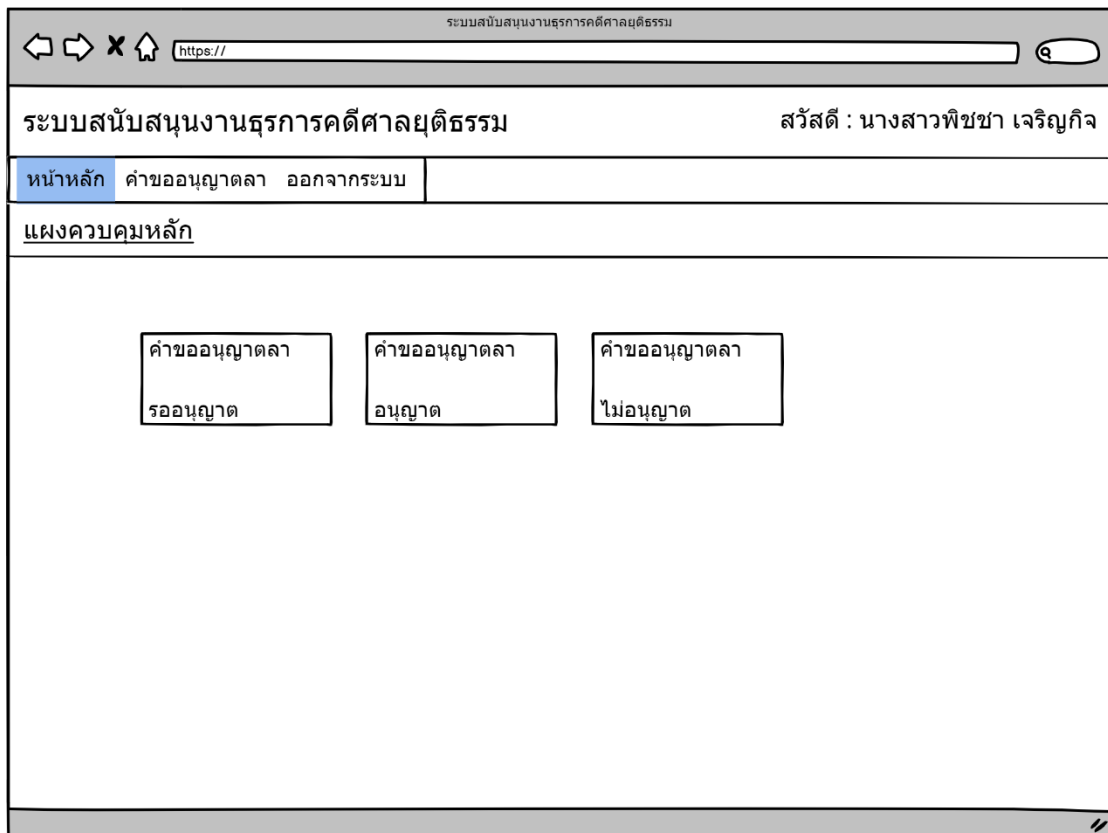 ระบบสนับสนุนงานธุรการคดีศาลยุติธรรม
https://
ระบบสนับสนุนงานธุรการคดีศาลยุติธรรม
สวัสดี : นางสาวพิชชา เจริญกิจ
หน้าหลัก คำขออนุญาตลา ออกจากระบบ
แผงควบคุมหลัก
คำขออนุญาตลา
รออนุญาต
คำขออนุญาตลา
อนุญาต
คำขออนุญาตลา
ไม่อนุญาต